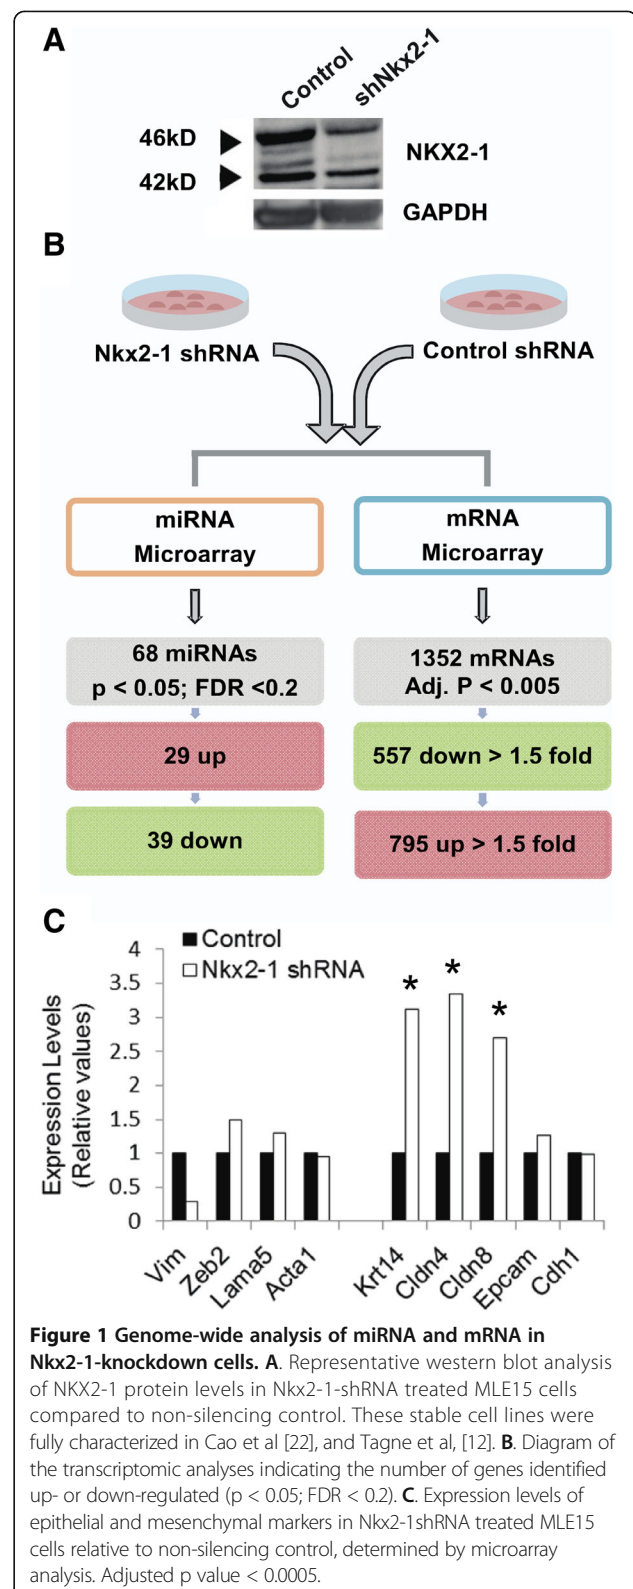 A
Control
shNkx2-1
46kD
42kD
NKX2-1
GAPDH
B
Nkx2-1 shRNA
Control shRNA
miRNA
Microarray
mRNA
Microarray
68 miRNAs
p < 0.05; FDR <0.2
1352 mRNAs
Adj. P < 0.005
29 up
557 down > 1.5 fold
39 down
795 up > 1.5 fold
C
Control
Nkx2-1 shRNA
Expression Levels
(Relative values)
4
3.5
3
2.5
2
1.5
1
0.5
0
* * *
Vim
Zeb2
Lama5
Acta1
Krt14
Cldn4
Cldn8
Epcam
Cdh1
Figure 1 Genome-wide analysis of miRNA and mRNA in
Nkx2-1-knockdown cells. A. Representative western blot analysis
of NKX2-1 protein levels in Nkx2-1-shRNA treated MLE15 cells
compared to non-silencing control. These stable cell lines were
fully characterized in Cao et al [22], and Tagne et al, [12]. B. Diagram of
the transcriptomic analyses indicating the number of genes identified
up- or down-regulated (p < 0.05; FDR < 0.2). C. Expression levels of
epithelial and mesenchymal markers in Nkx2-1shRNA treated MLE15
cells relative to non-silencing control, determined by microarray
analysis. Adjusted p value < 0.0005.